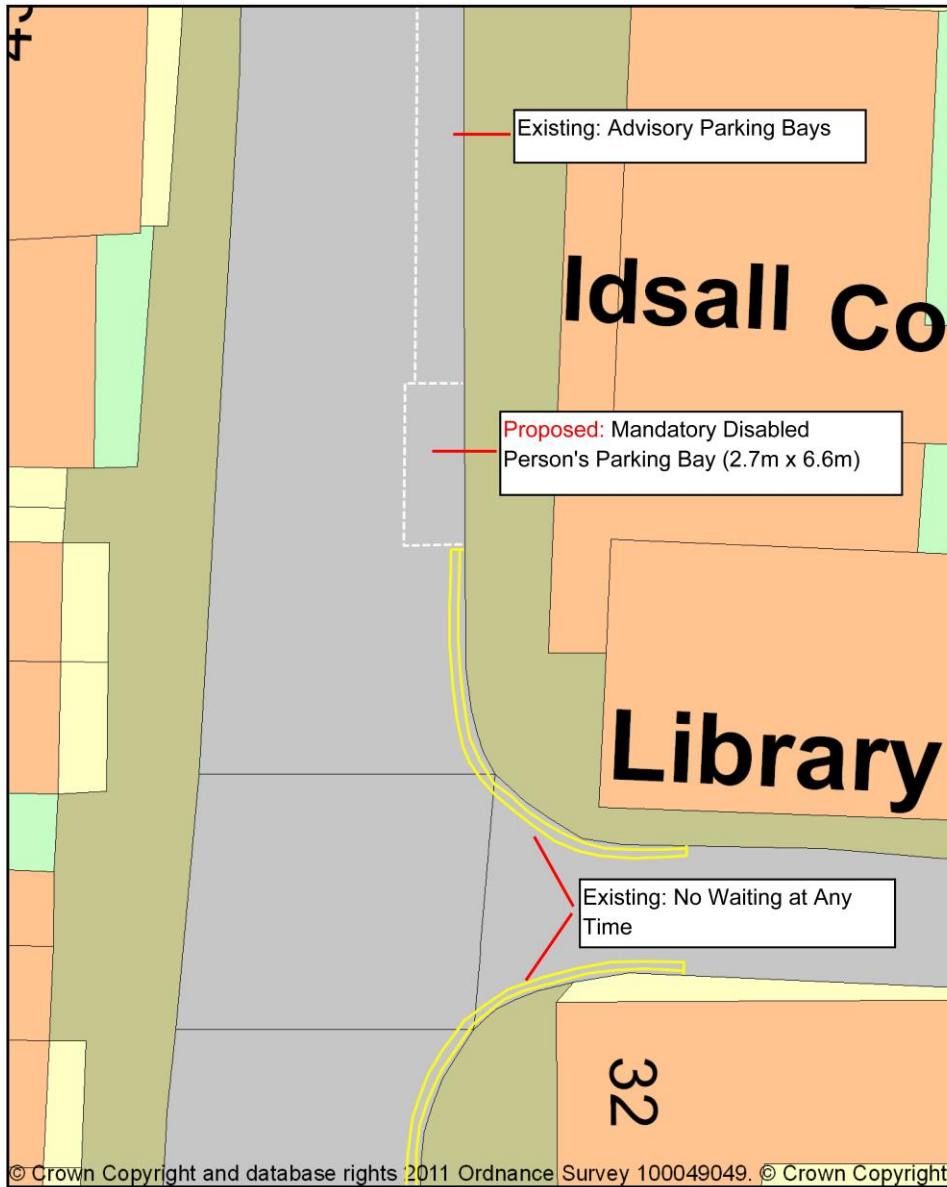 Existing: Advisory Parking Bays
Idsall Co
Proposed: Mandatory Disabled
Person's Parking Bay (2.7m x 6.6m)
Library
Existing: No Waiting at Any
Time
32
© Crown Copyright and database rights 2011 Ordnance Survey 100049049. © Crown Copyright